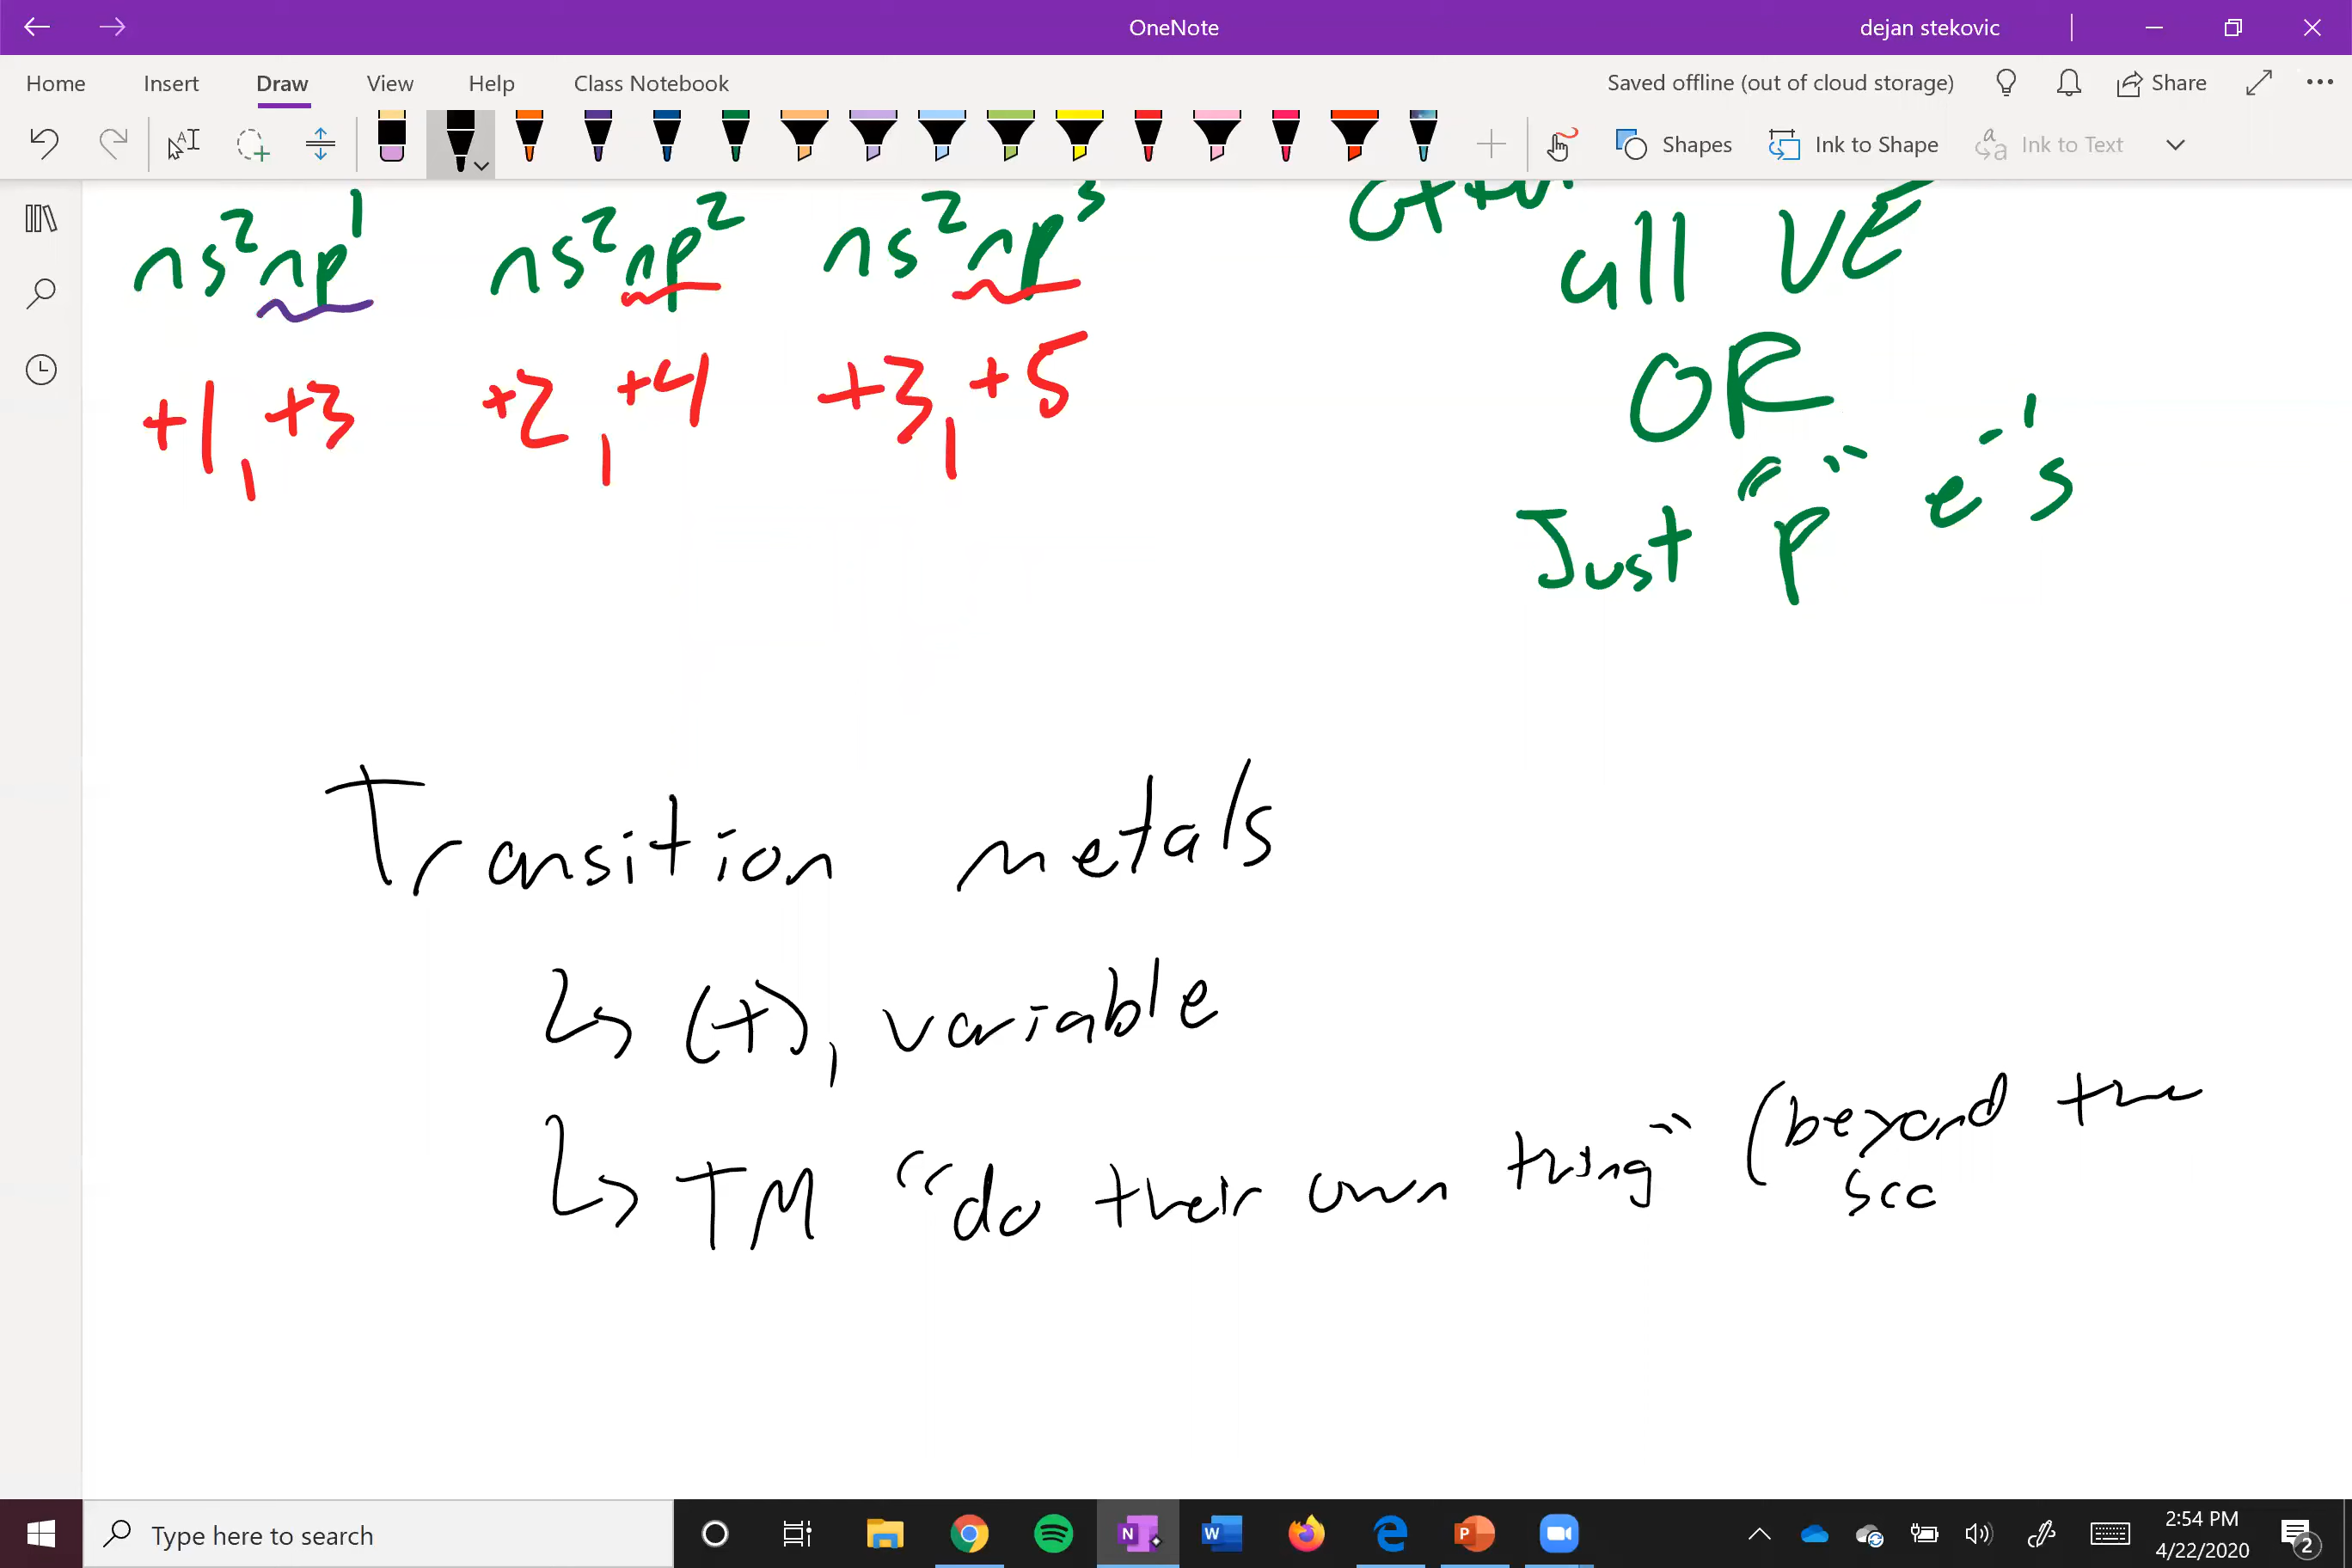 OneNote
dejan stekovic
Home Insert Draw View Help Class Notebook
Saved offline (out of cloud storage) Share
Shapes Ink to Shape Ink to Text
ns²np¹ ns²np² ns²np³
+1, +3 +2, +4 +3, +5
all VE
OR
Just "p" e⁻'s
Transition metals
↳ (+), variable
↳ TM "do their own thing" (beyond the
sco
Type here to search
2:54 PM
4/22/2020
2